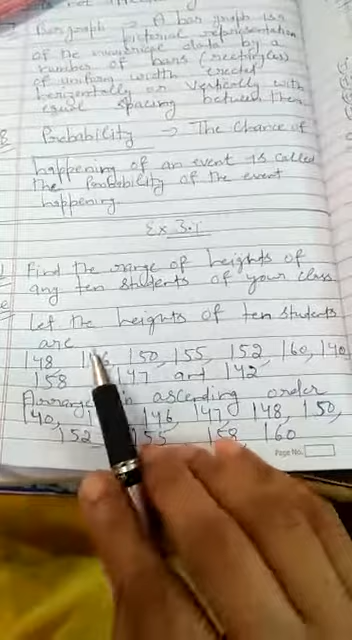 Bar graph → A bar graph is a
pictorial representation
of the numerical data by a
number of bars (rectangles)
of uniform width erected
horizontally or vertically with
equal spacing between them.
Probability → The chance of
happening of an event is called
the Probability of the event
happening.
Ex 3.1
Find the range of heights of
any ten students of your class
Let the heights of ten students
are
148, 150, 155, 152, 160, 140
158 147 and 142
in ascending order
140, 146, 147, 148, 150,
152 155 158, 160
Page No.